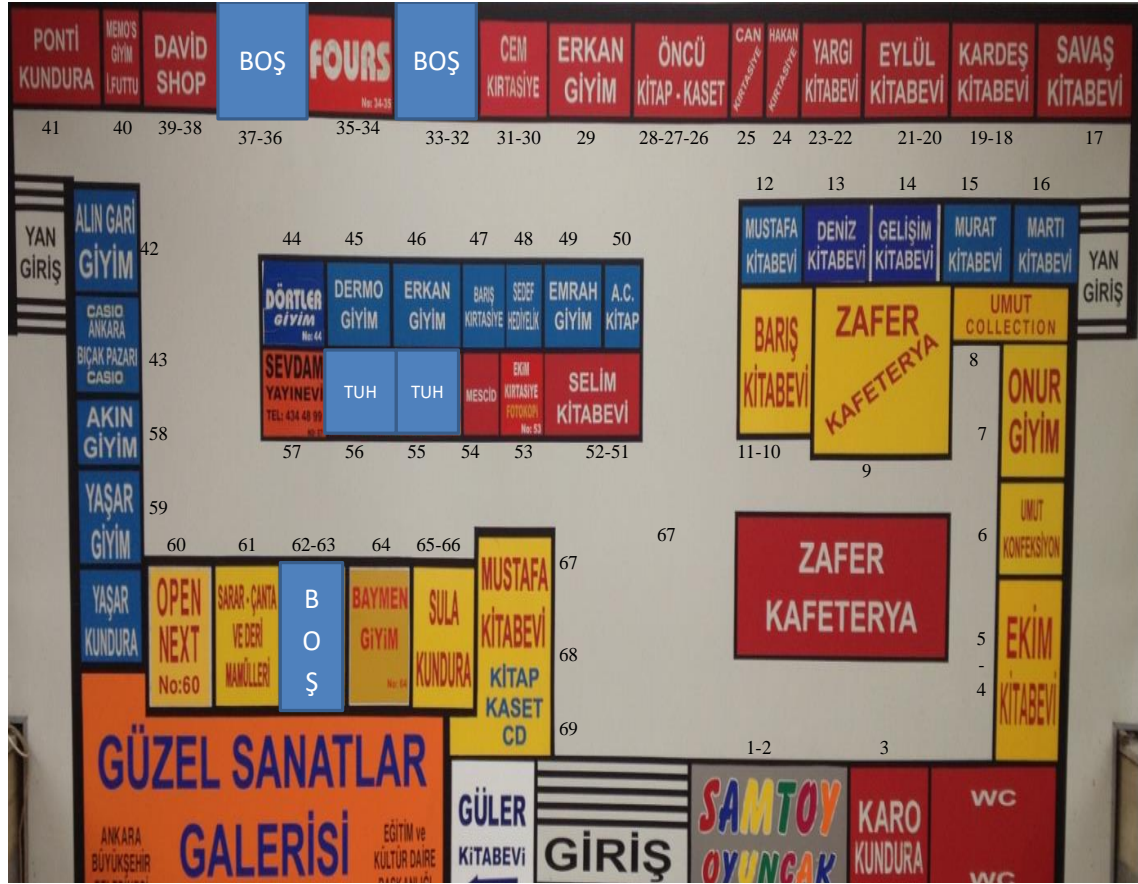 PONTİ
KUNDURA
MEMO'S
GİYİM
İ.FUTTU
DAVİD
SHOP
BOŞ
FOURS
No: 34-35
BOŞ
CEM
KIRTASİYE
ERKAN
GİYİM
ÖNCÜ
KİTAP - KASET
CAN
KIRTASİYE
HAKAN
KIRTASİYE
YARGI
KİTABEVİ
EYLÜL
KİTABEVİ
KARDEŞ
KİTABEVİ
SAVAŞ
KİTABEVİ
41
40
39-38
37-36
35-34
33-32
31-30
29
28-27-26
25
24
23-22
21-20
19-18
17
YAN
GİRİŞ
ALIN GARİ
GİYİM
42
CASIO
ANKARA
BIÇAK PAZARI
CASIO
43
AKIN
GİYİM
58
YAŞAR
GİYİM
59
YAŞAR
KUNDURA
44
45
46
47
48
49
50
DÖRTLER
GİYİM
No: 44
DERMO
GİYİM
ERKAN
GİYİM
BARIŞ
KIRTASİYE
SEDEF
HEDİYELİK
EMRAH
GİYİM
A.C.
KİTAP
SEVDAM
YAYINEVİ
TEL: 434 48 99
TUH
TUH
MESCİD
EKİM
KIRTASİYE
FOTOKOPİ
No: 53
SELİM
KİTABEVİ
57
56
55
54
53
52-51
12
13
14
15
16
MUSTAFA
KİTABEVİ
DENİZ
KİTABEVİ
GELİŞİM
KİTABEVİ
MURAT
KİTABEVİ
MARTI
KİTABEVİ
YAN
GİRİŞ
BARIŞ
KİTABEVİ
ZAFER
KAFETERYA
UMUT
COLLECTION
8
ONUR
GİYİM
7
11-10
9
UMUT
KONFEKSİYON
6
ZAFER
KAFETERYA
EKİM
KİTABEVİ
5
-
4
60
61
62-63
64
65-66
67
67
OPEN
NEXT
No:60
SARAR - ÇANTA
VE DERİ
MAMÜLLERİ
B
O
Ş
BAYMEN
GİYİM
No: 64
SULA
KUNDURA
MUSTAFA
KİTABEVİ
KİTAP
KASET
CD
68
69
GÜZEL SANATLAR
GALERİSİ
ANKARA
BÜYÜKŞEHİR
EĞİTİM ve
KÜLTÜR DAİRE
GÜLER
KİTABEVİ
GİRİŞ
1-2
SAMTOY
OYUNCAK
3
KARO
KUNDURA
WC
WC